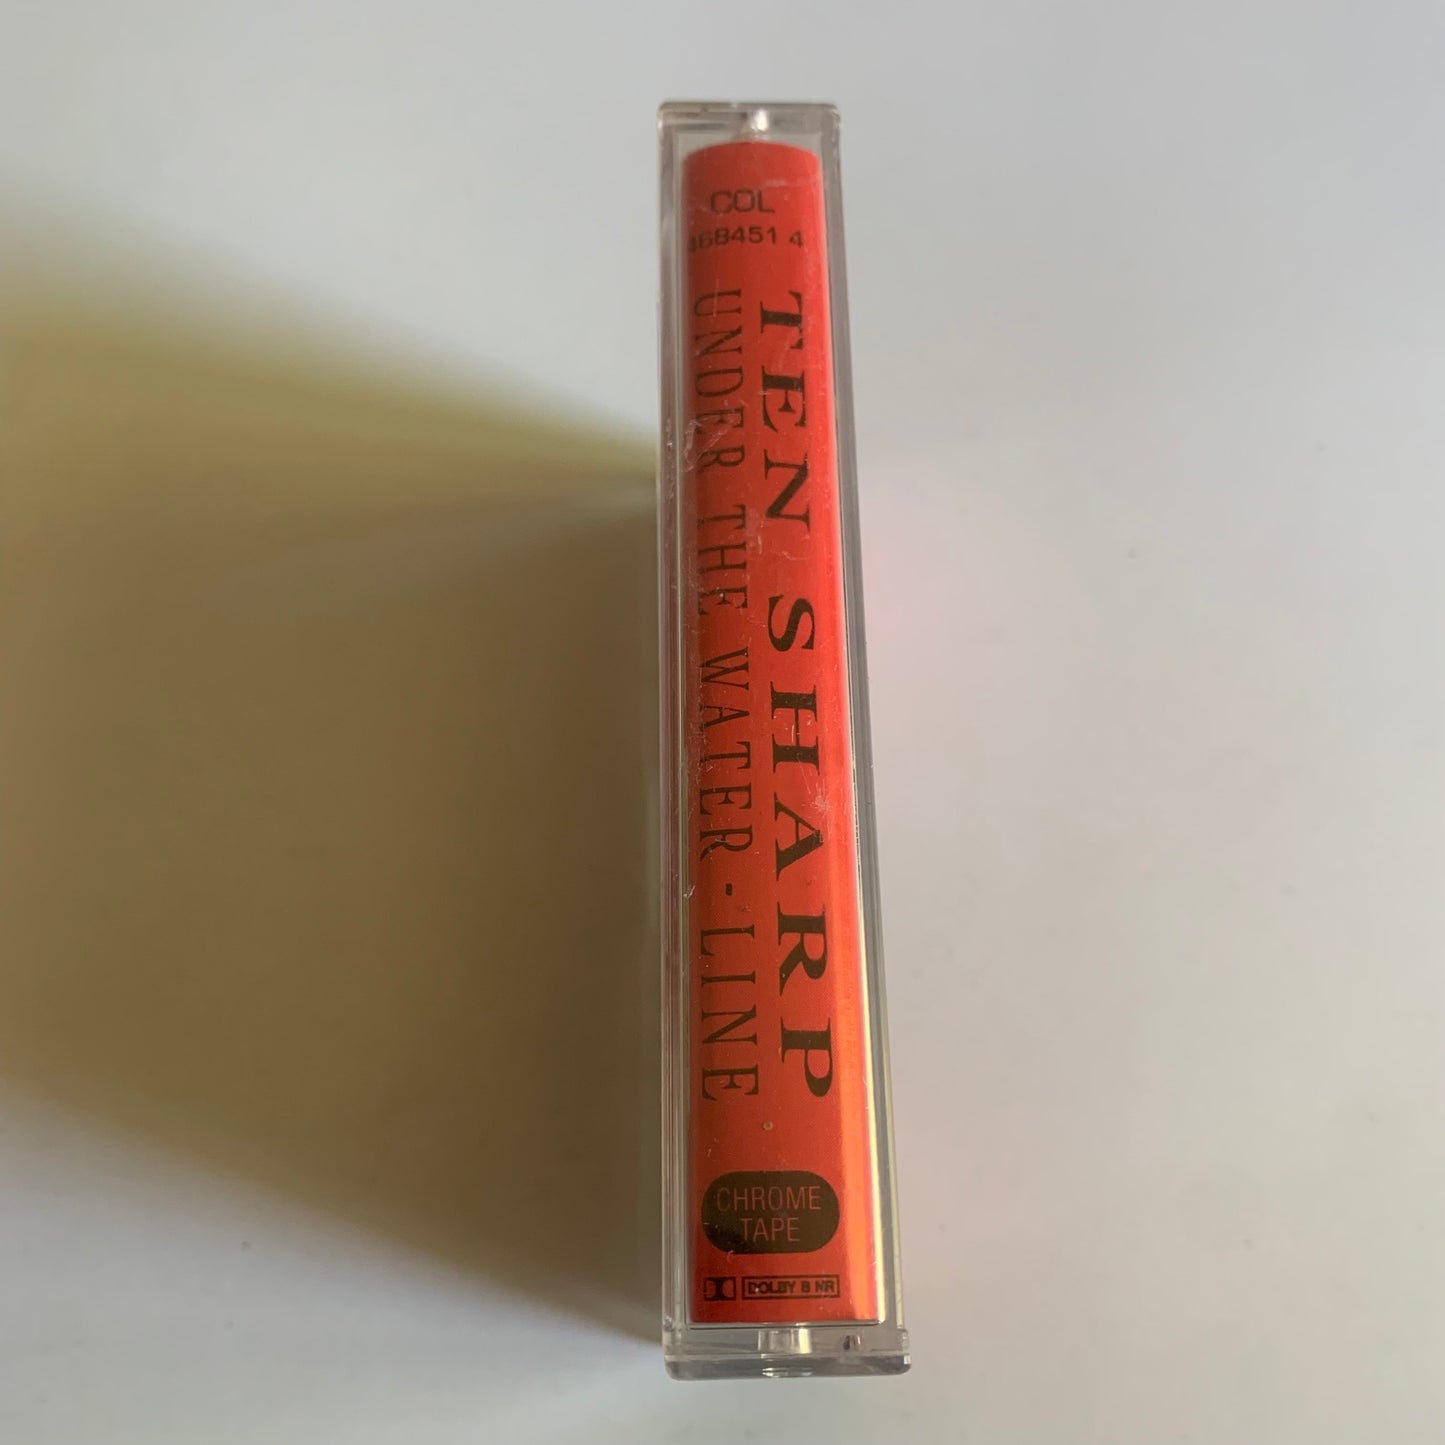 COL
468451 4
TEN SHARP
UNDER THE WATER-LINE
CHROME
TAPE
DOLBY B NR